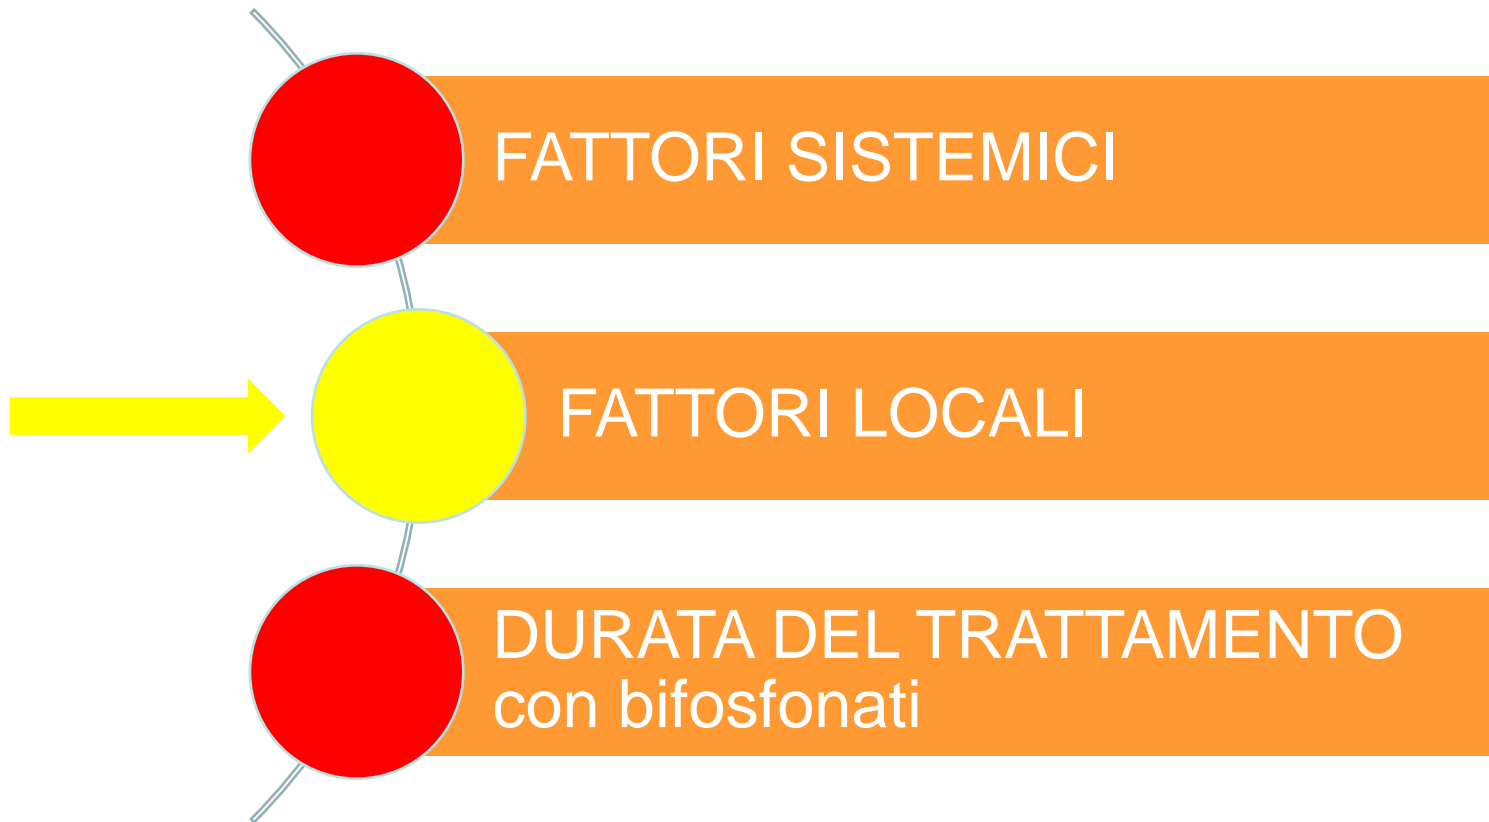 FATTORI SISTEMICI
FATTORI LOCALI
DURATA DEL TRATTAMENTO
con bifosfonati